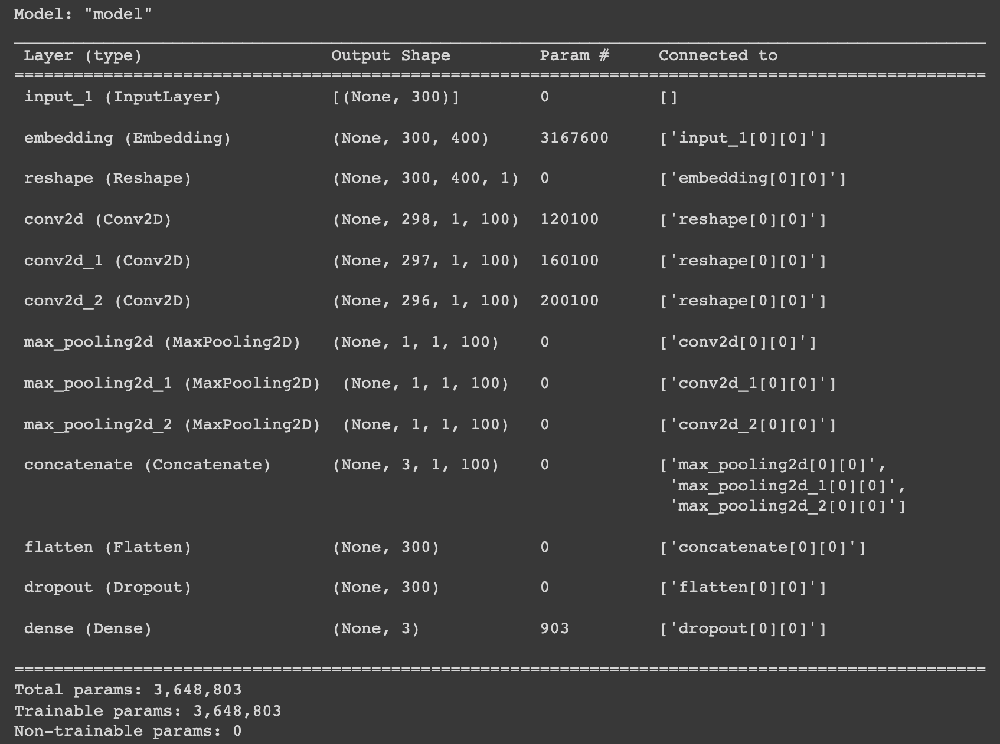 Model: "model"
Layer (type) Output Shape Param # Connected to
input_1 (InputLayer) [(None, 300)] 0 []
embedding (Embedding) (None, 300, 400) 3167600 ['input_1[0][0]']
reshape (Reshape) (None, 300, 400, 1) 0 ['embedding[0][0]']
conv2d (Conv2D) (None, 298, 1, 100) 120100 ['reshape[0][0]']
conv2d_1 (Conv2D) (None, 297, 1, 100) 160100 ['reshape[0][0]']
conv2d_2 (Conv2D) (None, 296, 1, 100) 200100 ['reshape[0][0]']
max_pooling2d (MaxPooling2D) (None, 1, 1, 100) 0 ['conv2d[0][0]']
max_pooling2d_1 (MaxPooling2D) (None, 1, 1, 100) 0 ['conv2d_1[0][0]']
max_pooling2d_2 (MaxPooling2D) (None, 1, 1, 100) 0 ['conv2d_2[0][0]']
concatenate (Concatenate) (None, 3, 1, 100) 0 ['max_pooling2d[0][0]',
'max_pooling2d_1[0][0]',
'max_pooling2d_2[0][0]']
flatten (Flatten) (None, 300) 0 ['concatenate[0][0]']
dropout (Dropout) (None, 300) 0 ['flatten[0][0]']
dense (Dense) (None, 3) 903 ['dropout[0][0]']
Total params: 3,648,803
Trainable params: 3,648,803
Non-trainable params: 0